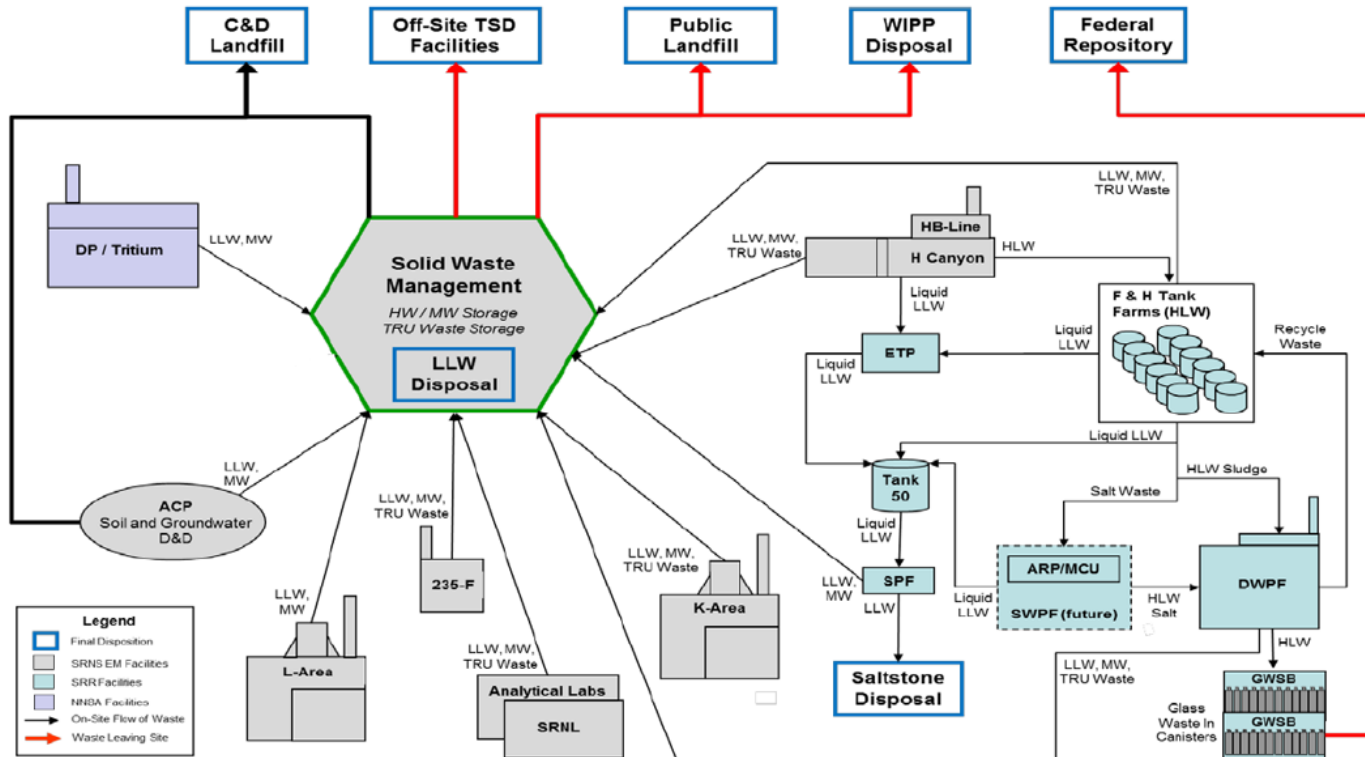 C&D
Landfill
Off-Site TSD
Facilities
Public
Landfill
WIPP
Disposal
Federal
Repository
LLW, MW,
TRU Waste
DP / Tritium
LLW, MW
Solid Waste
Management
HW / MW Storage
TRU Waste Storage
LLW
Disposal
LLW, MW,
TRU Waste
HB-Line
H Canyon
HLW
Liquid
LLW
F & H Tank
Farms (HLW)
ETP
Liquid
LLW
Liquid
LLW
Recycle
Waste
Liquid LLW
Tank
50
HLW Sludge
Salt Waste
LLW,
MW
ACP
Soil and Groundwater
D&D
LLW, MW,
TRU Waste
235-F
LLW, MW,
TRU Waste
K-Area
Liquid
LLW
SPF
LLW,
MW
LLW
Liquid
LLW
ARP/MCU
SWPF (future)
HLW
Salt
DWPF
HLW
LLW,
MW
L-Area
LLW, MW,
TRU Waste
Analytical Labs
SRNL
Saltstone
Disposal
LLW, MW,
TRU Waste
GWSB
GWSB
Glass
Waste In
Canisters
Legend
Final Disposition
SRNS EM Facilities
SRR Facilities
NNSA Facilities
On-Site Flow of Waste
Waste Leaving Site